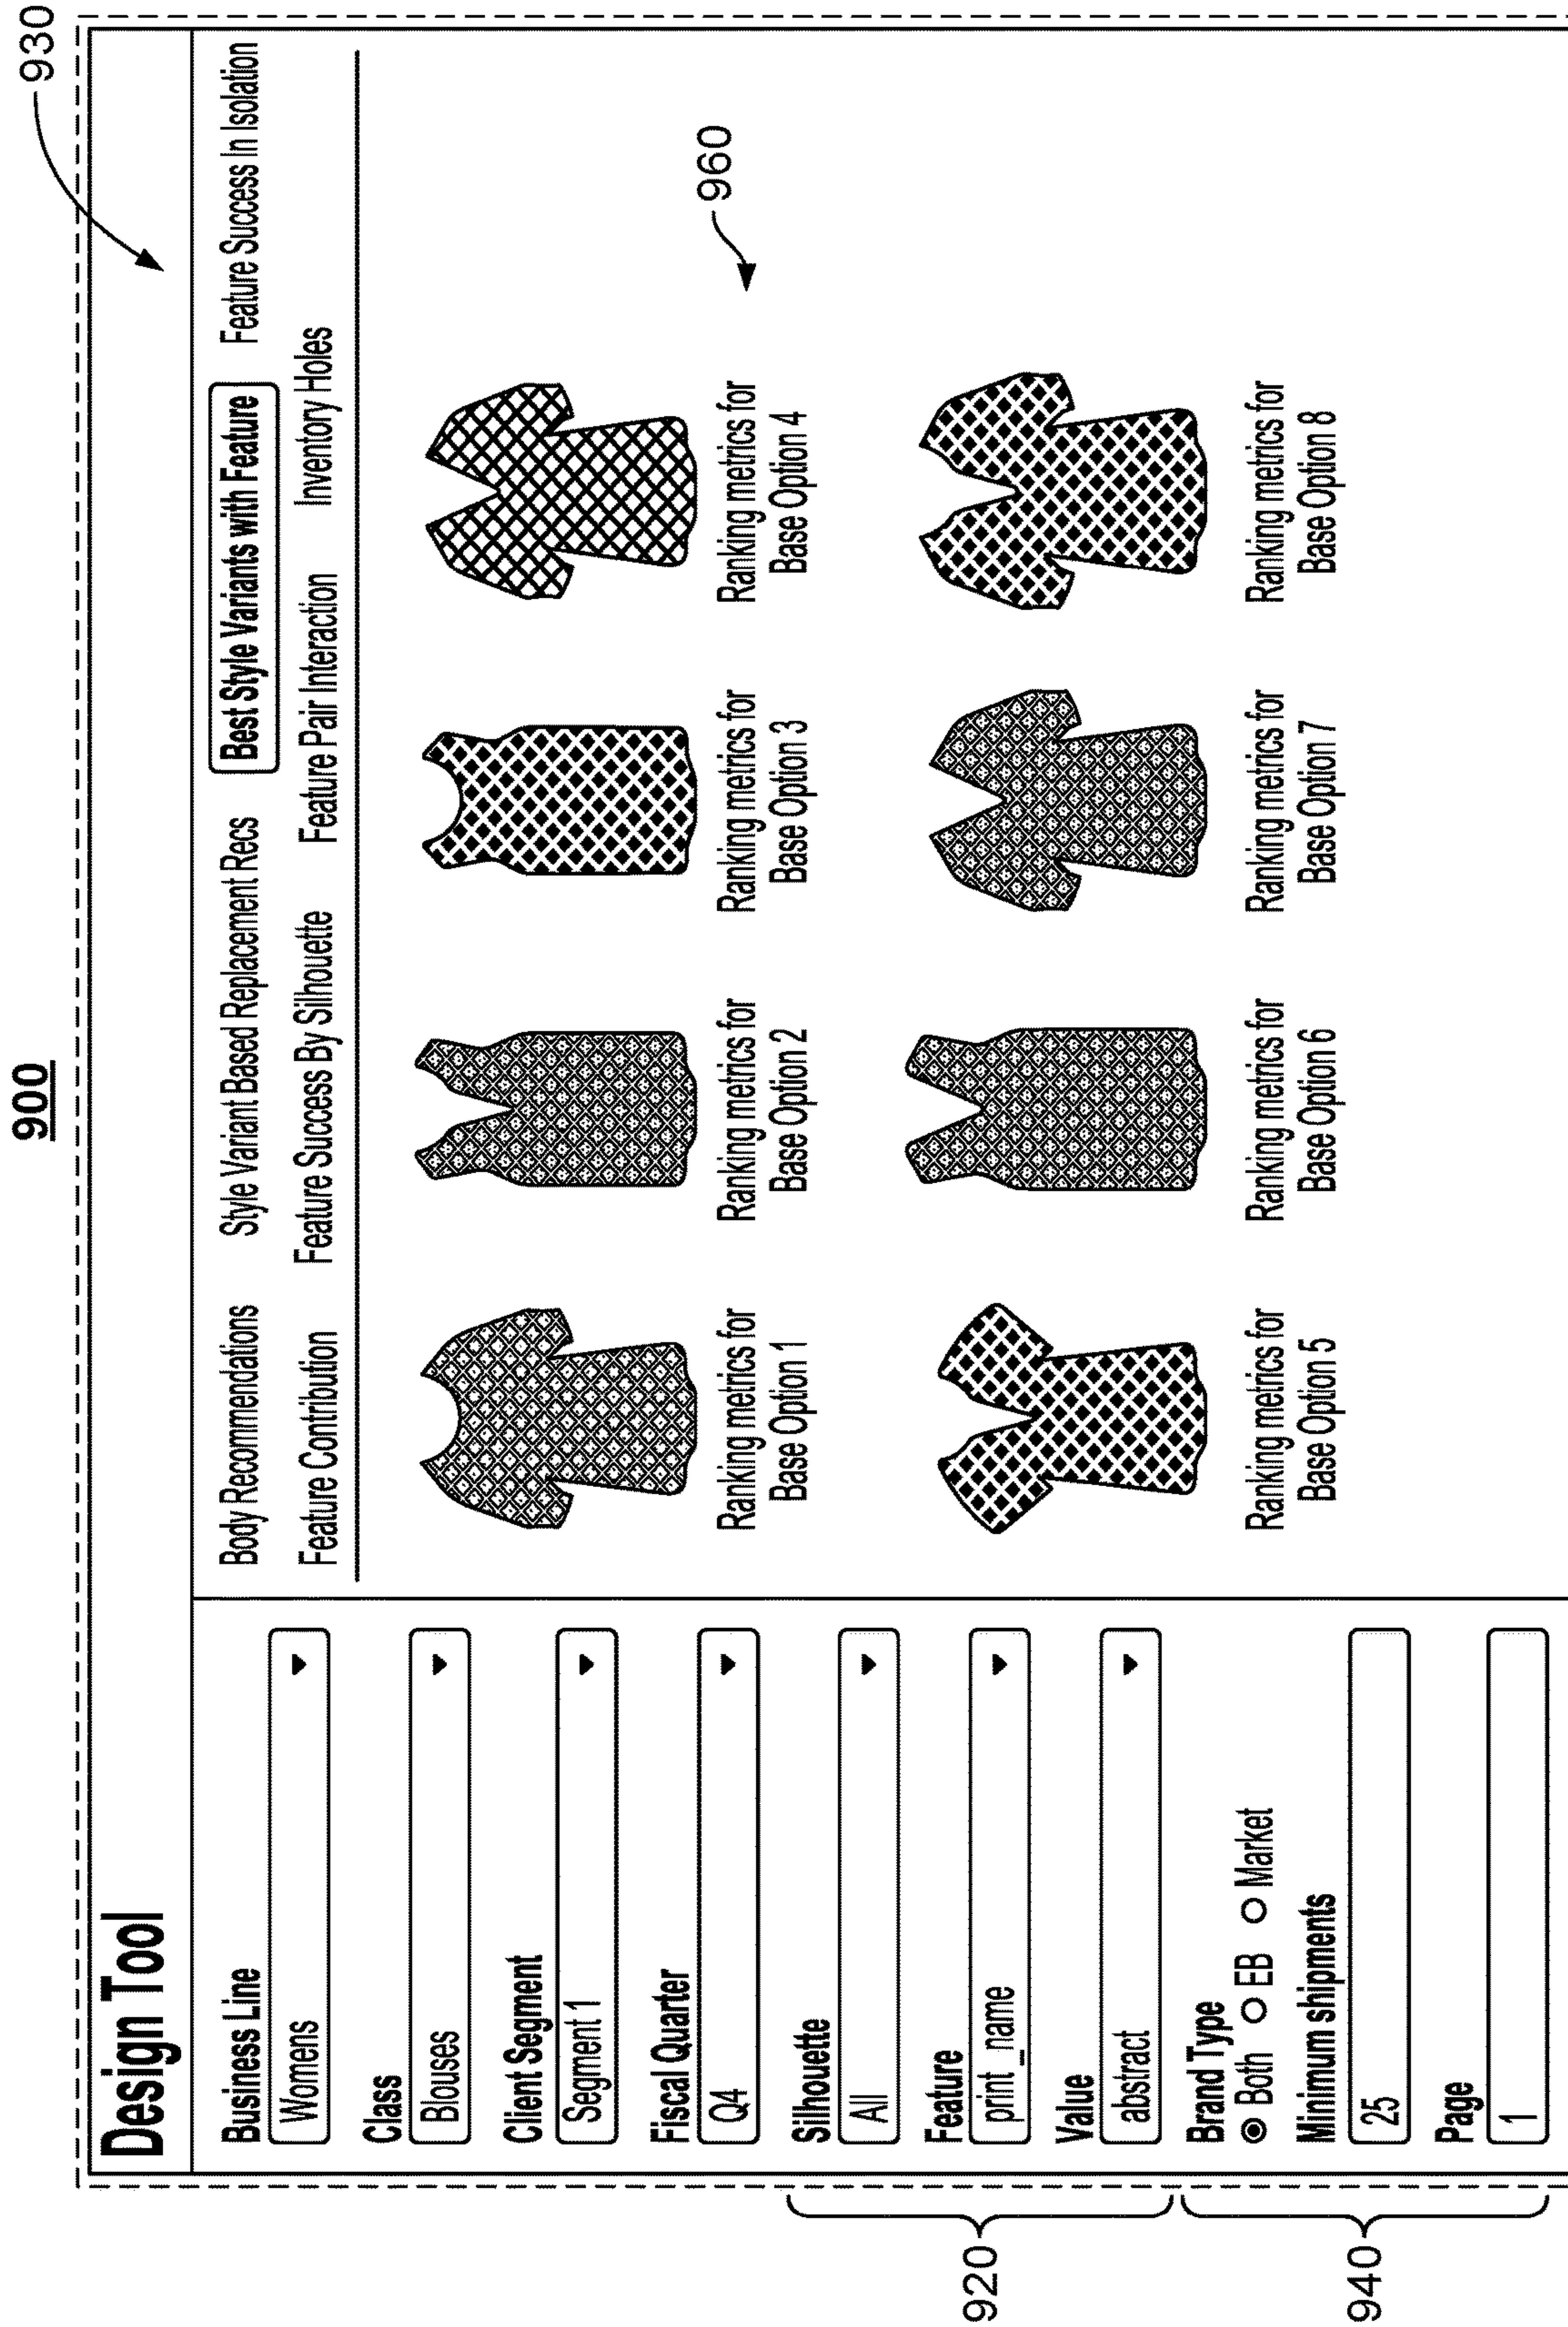 900
930
Design Tool
Business Line
Womens
Class
Blouses
Client Segment
Segment 1
Fiscal Quarter
Q4
Silhouette
All
Feature
print_name
Value
abstract
Brand Type
Both EB Market
Minimum shipments
25
Page
1
920
940
Body Recommendations Style Variant Based Replacement Recs Best Style Variants with Feature Feature Success In Isolation
Feature Contribution Feature Success By Silhouette Feature Pair Interaction Inventory Holes
Ranking metrics for Ranking metrics for Ranking metrics for Ranking metrics for
Base Option 1 Base Option 2 Base Option 3 Base Option 4
960
Ranking metrics for Ranking metrics for Ranking metrics for Ranking metrics for
Base Option 5 Base Option 6 Base Option 7 Base Option 8